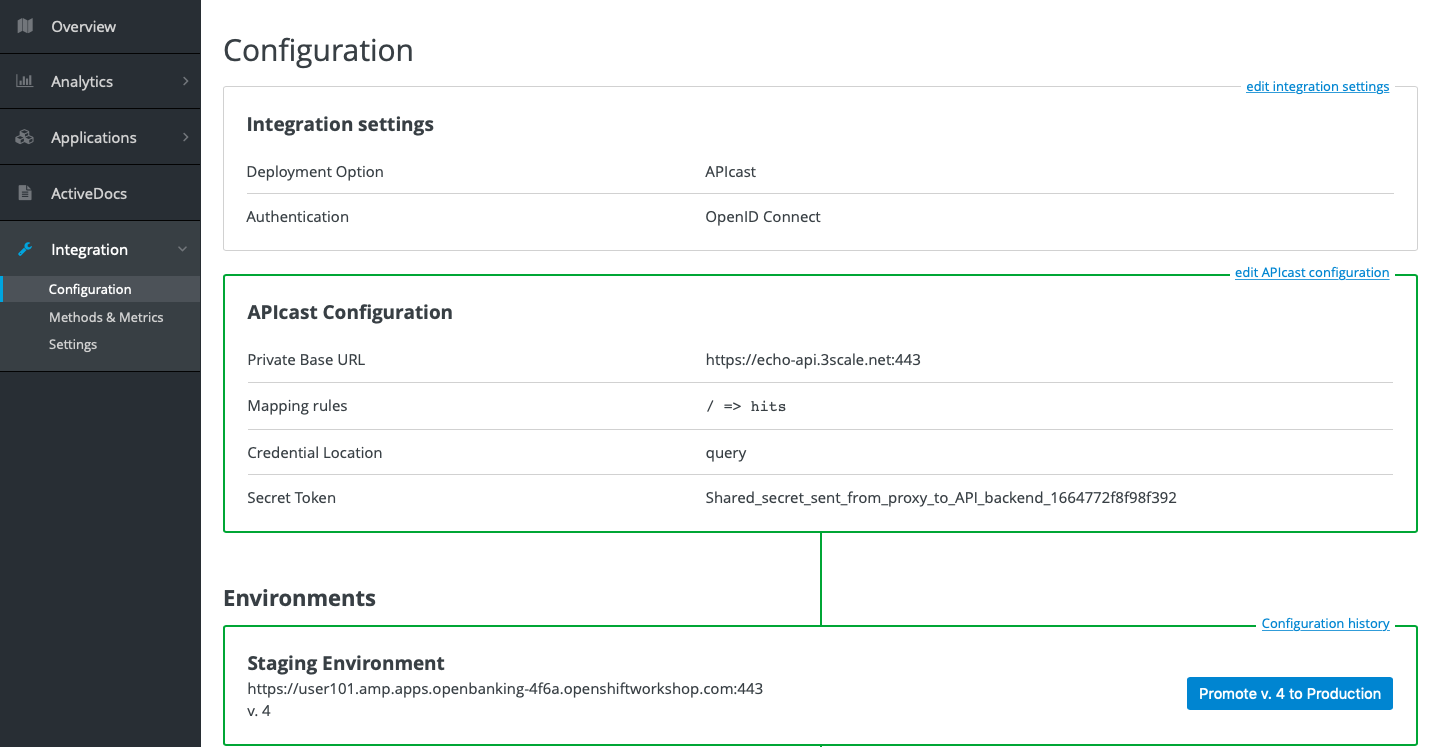 Overview
Analytics
Applications
ActiveDocs
Integration
Configuration
Methods & Metrics
Settings
Configuration
edit integration settings
Integration settings
Deployment Option APIcast
Authentication OpenID Connect
edit APIcast configuration
APIcast Configuration
Private Base URL https://echo-api.3scale.net:443
Mapping rules / => hits
Credential Location query
Secret Token Shared_secret_sent_from_proxy_to_API_backend_1664772f8f98f392
Environments
Configuration history
Staging Environment
https://user101.amp.apps.openbanking-4f6a.openshiftworkshop.com:443
v. 4
Promote v. 4 to Production